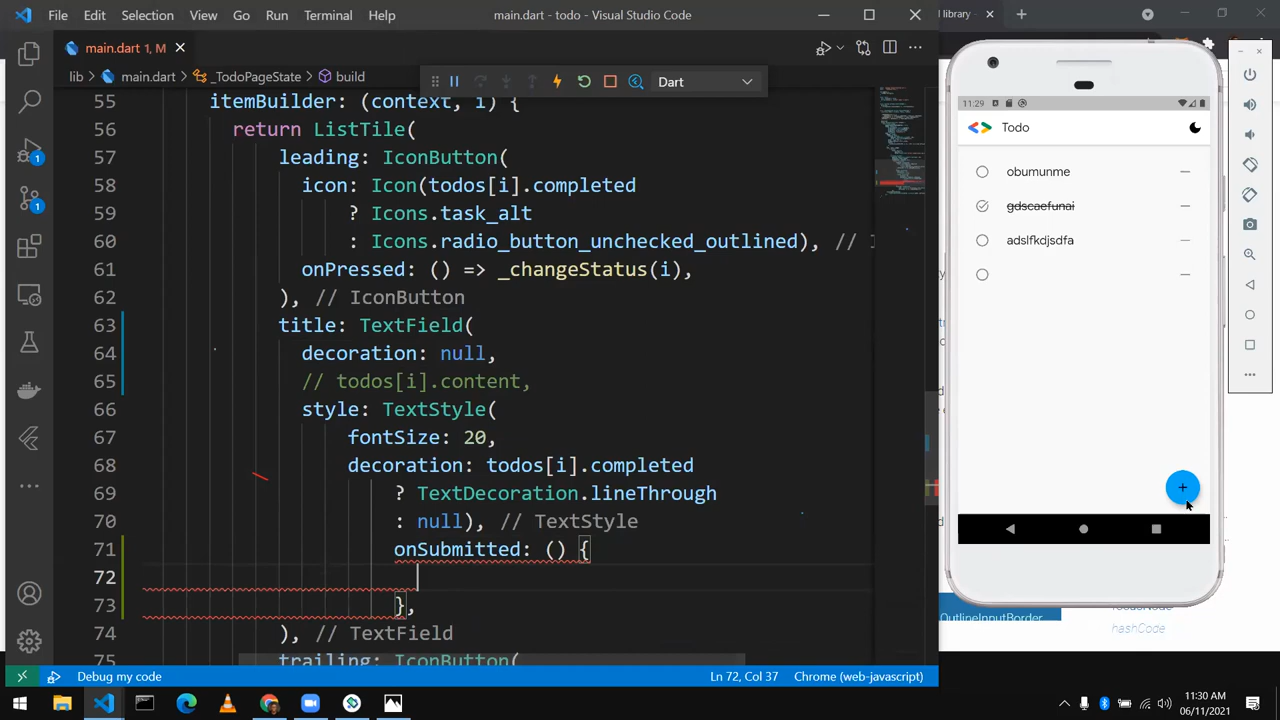 File Edit Selection View Go Run Terminal Help main.dart - todo - Visual Studio Code
main.dart 1, M
lib > main.dart > _TodoPageState > build
Dart
55 itemBuilder: (context, i) {
56 return ListTile(
57 leading: IconButton(
58 icon: Icon(todos[i].completed
59 ? Icons.task_alt
60 : Icons.radio_button_unchecked_outlined), // I
61 onPressed: () => _changeStatus(i),
62 ), // IconButton
63 title: TextField(
64 decoration: null,
65 // todos[i].content,
66 style: TextStyle(
67 fontSize: 20,
68 decoration: todos[i].completed
69 ? TextDecoration.lineThrough
70 : null), // TextStyle
71 onSubmitted: () {
72
73 },
74 ), // TextField
75 trailing: IconButton(
1
1
Debug my code Ln 72, Col 37 Chrome (web-javascript)
library
11:29
Todo
obumunme
gdscaefunai
adslfkdjsdfa
OutlineInputBorder
hashCode
11:30 AM
06/11/2021